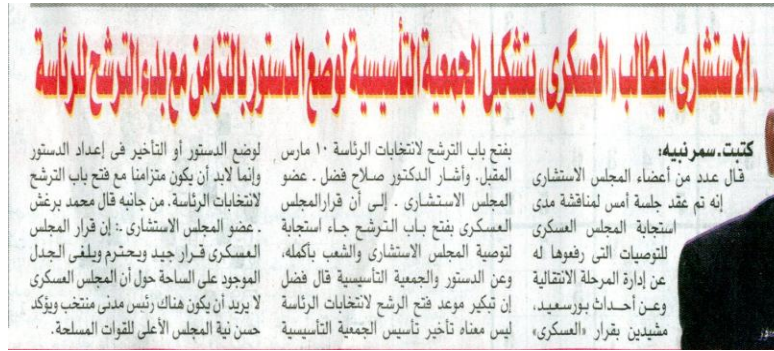 «الاستشارى» يطالب «العسكرى» بتشكيل الجمعية التأسيسية لوضع الدستور بالتزامن مع بدء الترشح للرئاسة
كتبت. سمر نبيه:
قال عدد من أعضاء المجلس الاستشارى
إنه تم عقد جلسة أمس لمناقشة مدى
استجابة المجلس العسكرى
للتوصيات التى رفعوها له
عن إدارة المرحلة الانتقالية
وعن أحداث بورسعيد،
مشيدين بقرار «العسكرى»
بفتح باب الترشح لانتخابات الرئاسة ١٠ مارس
المقبل. وأشار الدكتور صلاح فضل . عضو
المجلس الاستشارى . إلى أن قرارالمجلس
العسكرى بفتح باب الترشح جاء استجابة
لتوصية المجلس الاستشارى والشعب بأكمله،
وعن الدستور والجمعية التأسيسية قال فضل
إن تبكير موعد فتح الرشح لانتخابات الرئاسة
ليس معناه تأخير تأسيس الجمعية التأسيسية
لوضع الدستور أو التأخير فى إعداد الدستور
وإنما لابد أن يكون متزامنا مع فتح باب الترشح
لانتخابات الرئاسة. من جانبه قال محمد برغش
. عضو المجلس الاستشارى .: إن قرار المجلس
العسكرى قرار جيد ويحترم ويلغى الجدل
الموجود على الساحة حول أن المجلس العسكرى
لا يريد أن يكون هناك رئيس مدنى منتخب ويؤكد
حسن نية المجلس الأعلى للقوات المسلحة.